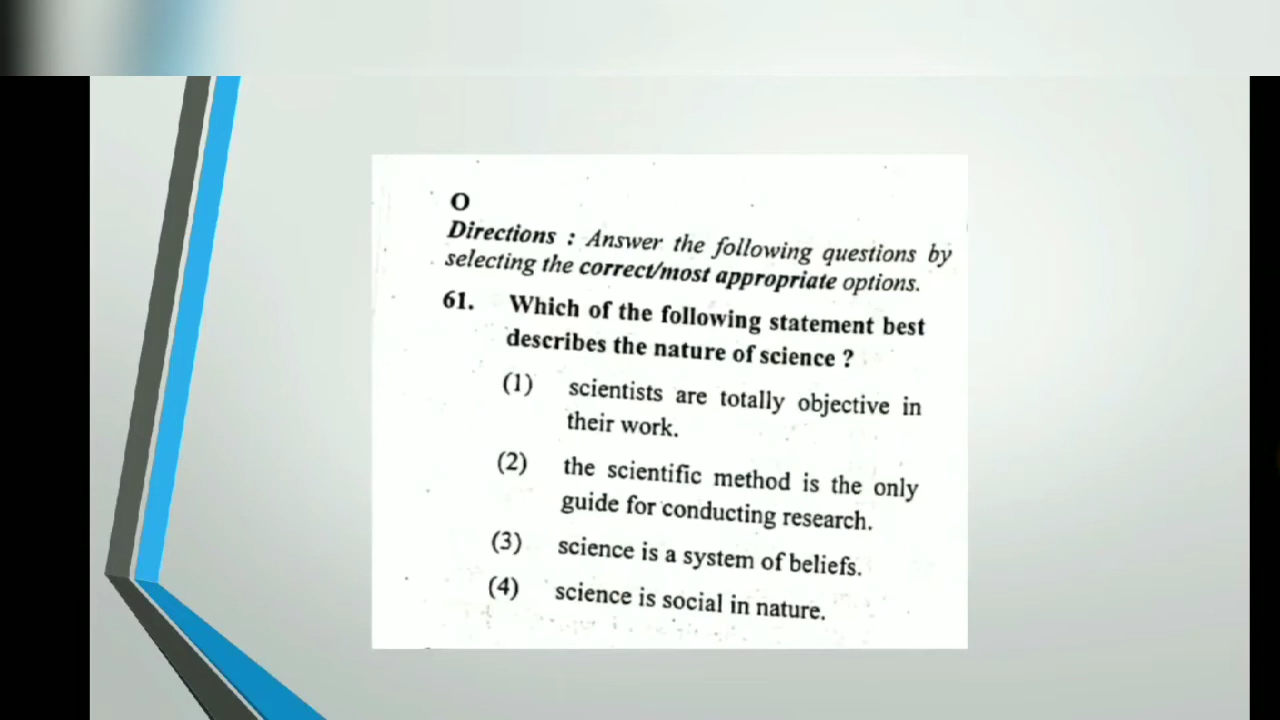 O
Directions : Answer the following questions by
selecting the correct/most appropriate options.
61. Which of the following statement best
describes the nature of science ?
(1) scientists are totally objective in
their work.
(2) the scientific method is the only
guide for conducting research.
(3) science is a system of beliefs.
(4) science is social in nature.